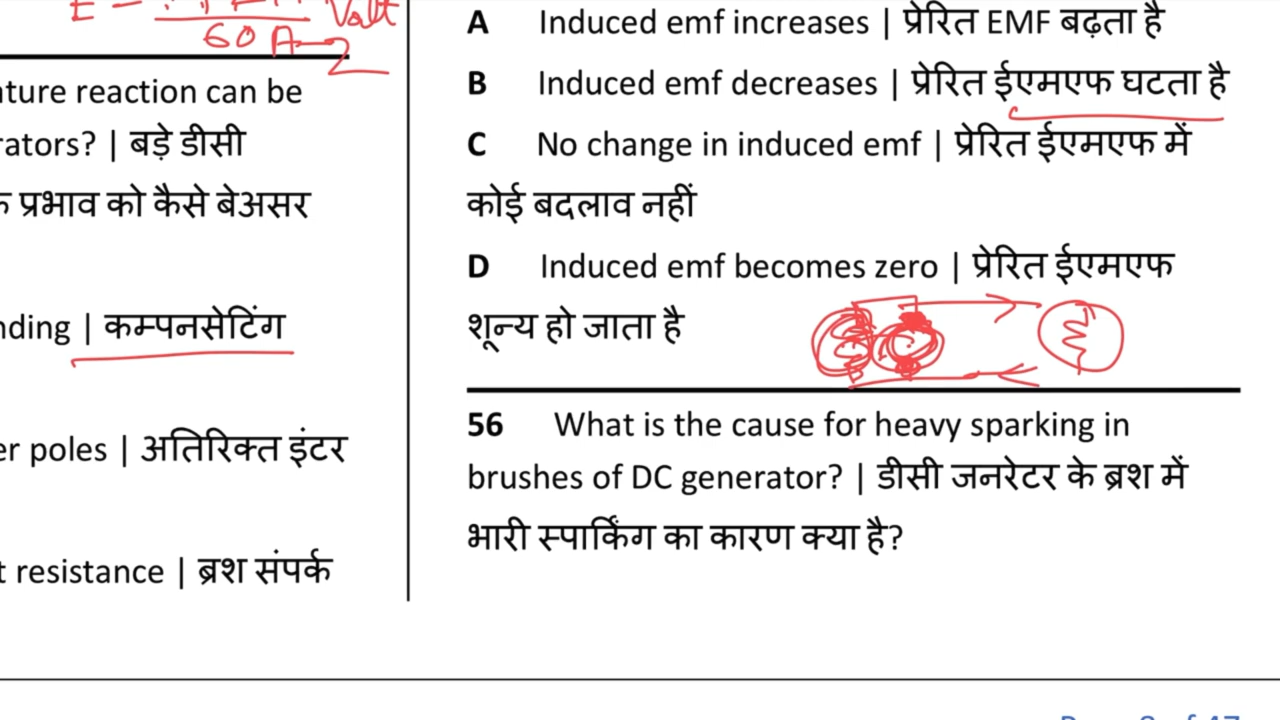 E = Volt
60 A
ature reaction can be
rators? | बड़े डीसी
प्रभाव को कैसे बेअसर
nding | कम्पनसेटिंग
er poles | अतिरिक्त इंटर
t resistance | ब्रश संपर्क
A Induced emf increases | प्रेरित EMF बढ़ता है
B Induced emf decreases | प्रेरित ईएमएफ घटता है
C No change in induced emf | प्रेरित ईएमएफ में
कोई बदलाव नहीं
D Induced emf becomes zero | प्रेरित ईएमएफ
शून्य हो जाता है
56 What is the cause for heavy sparking in
brushes of DC generator? | डीसी जनरेटर के ब्रश में
भारी स्पार्किंग का कारण क्या है?